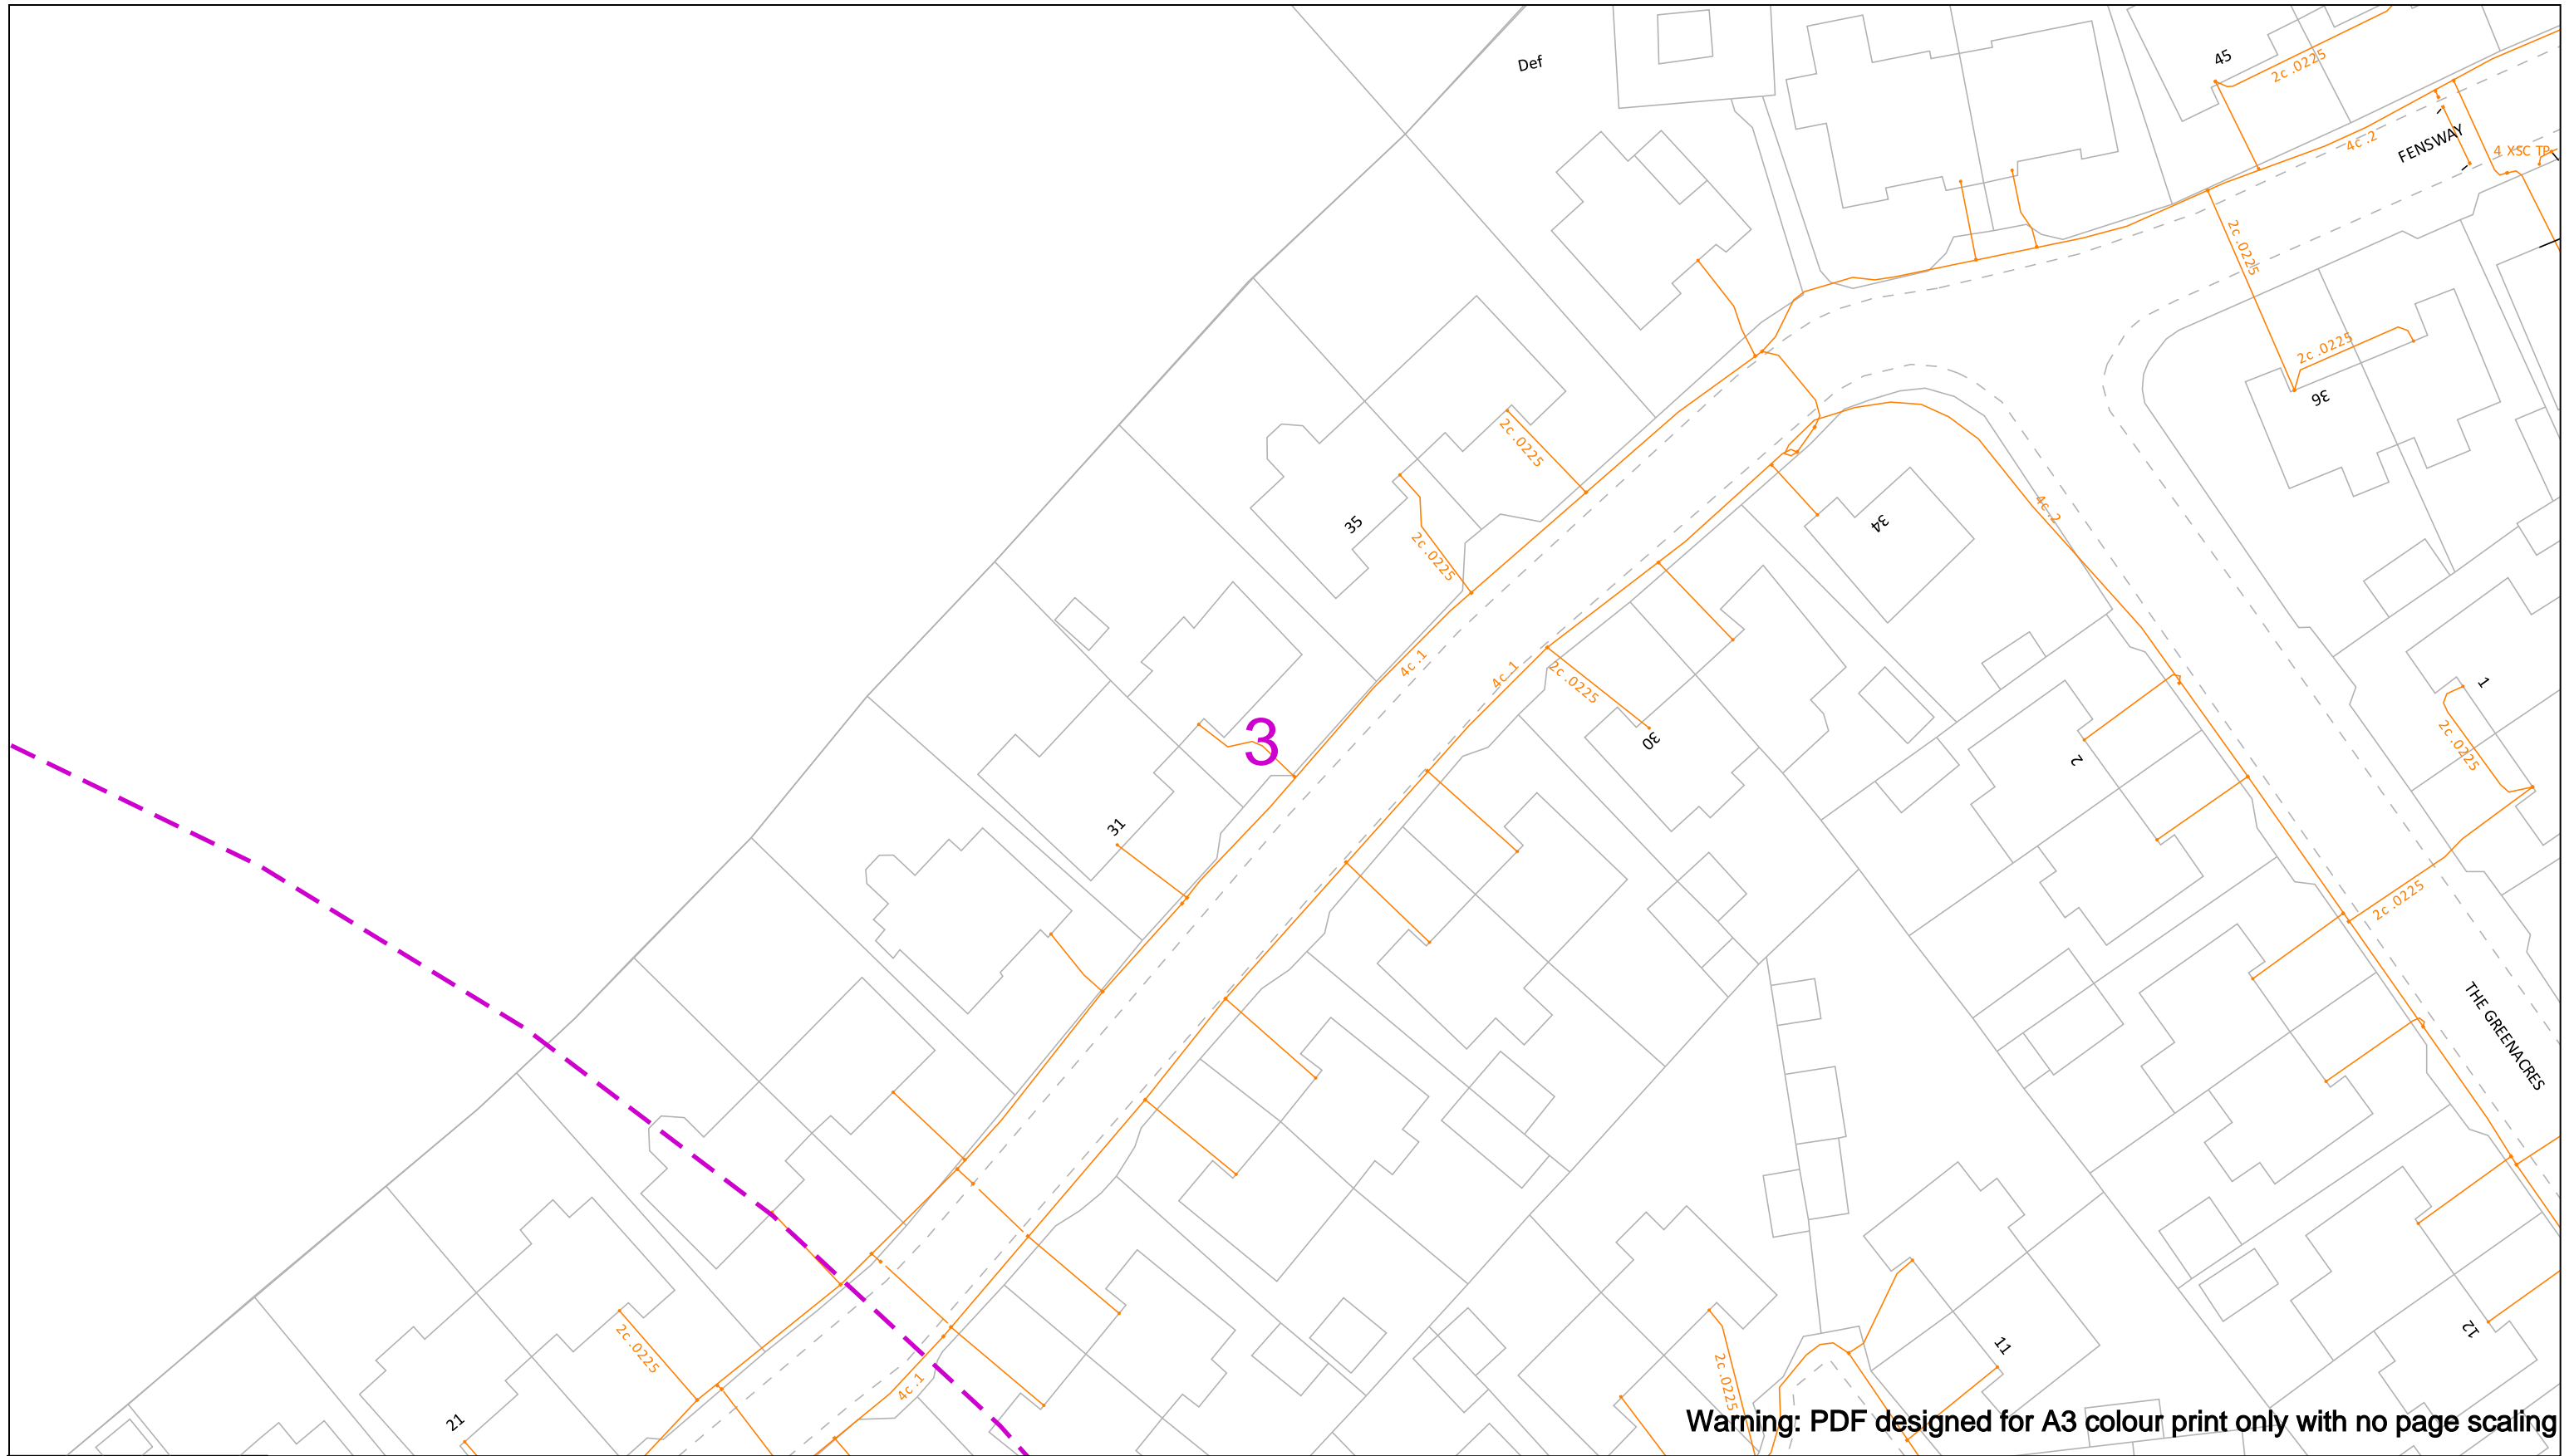 Def
45
2c .0225
4c .2
FENSWAY
4 XSC TP
2c .0225
2c .0225
36
2c .0225
35
2c .0225
34
4c .2
4c .1
4c .1
2c .0225
30
1
2c .0225
2
3
31
2c .0225
THE GREENACRES
2c .0225
4c .1
21
2c .0225
11
12
Warning: PDF designed for A3 colour print only with no page scaling